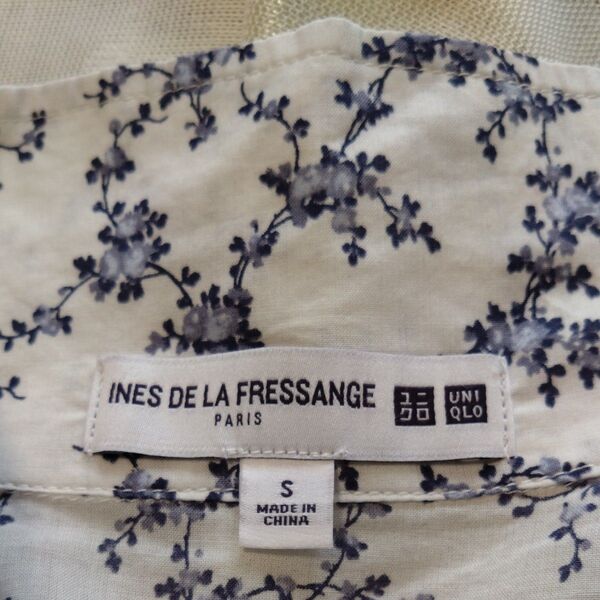 INES DE LA FRESSANGE
PARIS
ユニ
クロ
UNI
QLO
S
MADE IN
CHINA